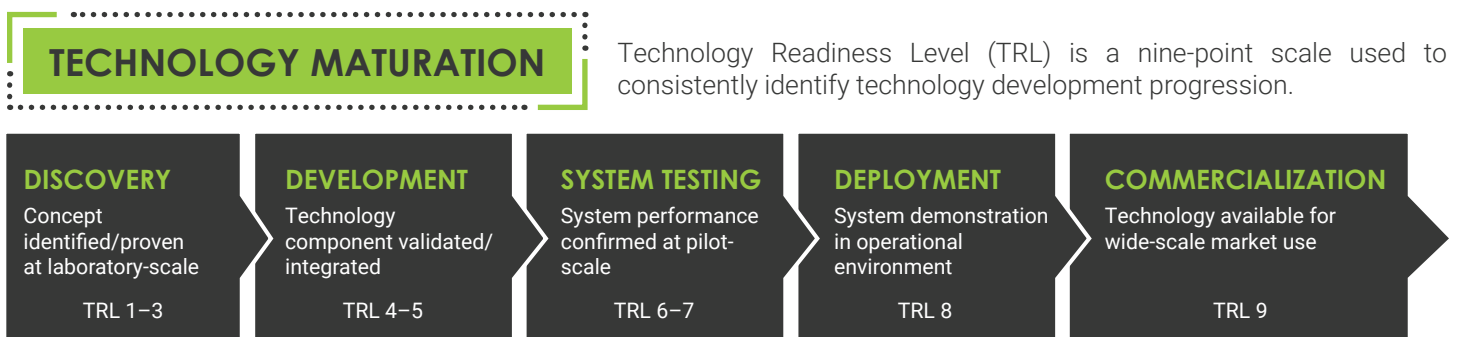 TECHNOLOGY MATURATION
Technology Readiness Level (TRL) is a nine-point scale used to
consistently identify technology development progression.
DISCOVERY
Concept
identified/proven
at laboratory-scale
TRL 1–3
DEVELOPMENT
Technology
component validated/
integrated
TRL 4–5
SYSTEM TESTING
System performance
confirmed at pilot-
scale
TRL 6–7
DEPLOYMENT
System demonstration
in operational
environment
TRL 8
COMMERCIALIZATION
Technology available for
wide-scale market use
TRL 9